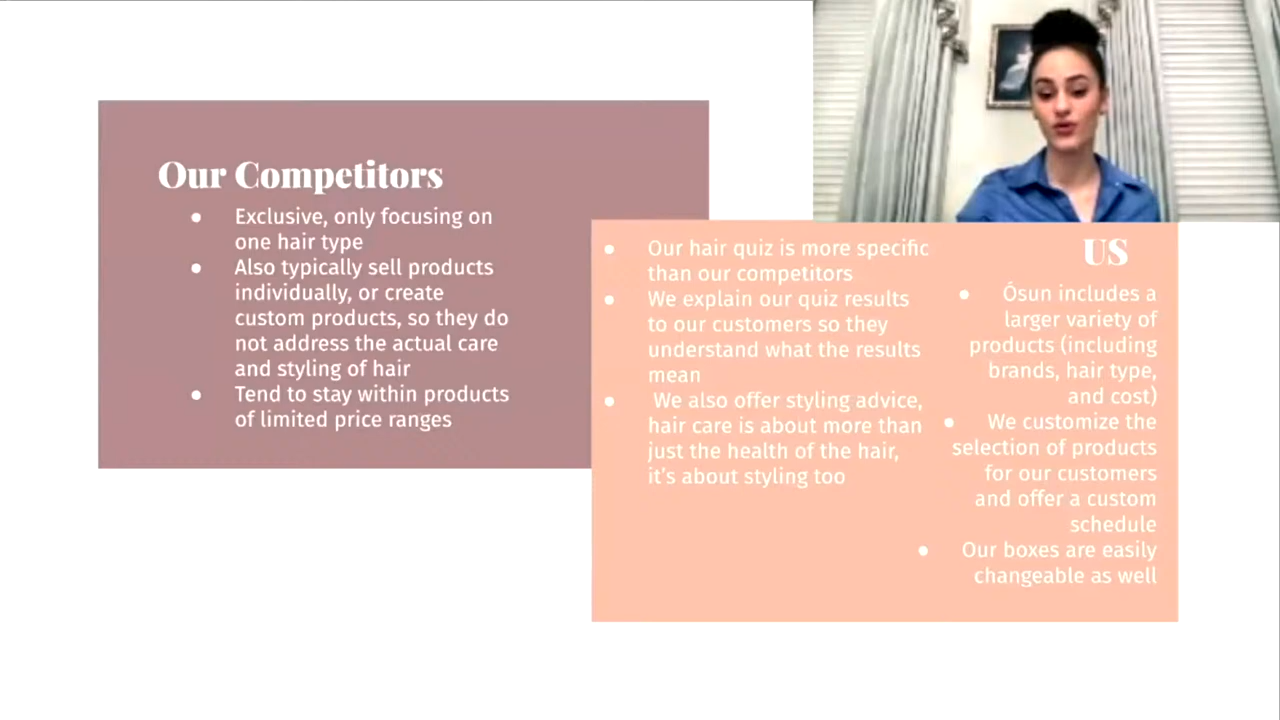 Our Competitors
● Exclusive, only focusing on
one hair type
● Also typically sell products
individually, or create
custom products, so they do
not address the actual care
and styling of hair
● Tend to stay within products
of limited price ranges
● Our hair quiz is more specific
than our competitors
● We explain our quiz results
to our customers so they
understand what the results
mean
● We also offer styling advice,
hair care is about more than
just the health of the hair,
it's about styling too
US
● Ósun includes a
larger variety of
products (including
brands, hair type,
and cost)
● We customize the
selection of products
for our customers
and offer a custom
schedule
● Our boxes are easily
changeable as well